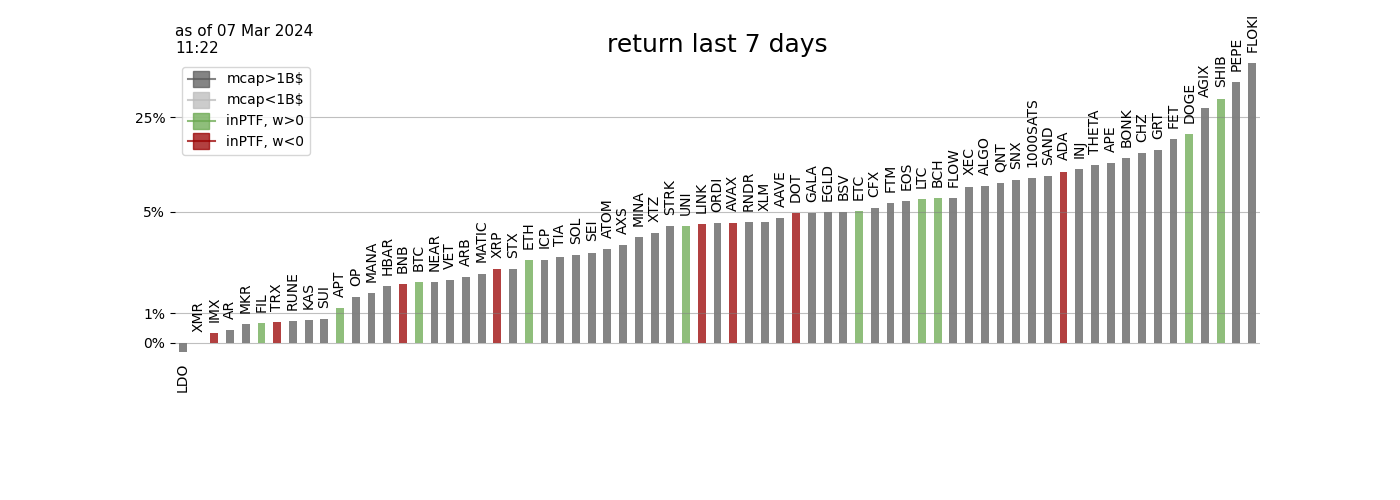 as of 07 Mar 2024
11:22
return last 7 days
mcap>1B$
mcap<1B$
inPTF, w>0
inPTF, w<0
25%
5%
1%
0%
LDO
XMR
IMX
AR
MKR
FIL
TRX
RUNE
KAS
SUI
APT
OP
MANA
HBAR
BNB
BTC
NEAR
VET
ARB
MATIC
XRP
STX
ETH
ICP
TIA
SOL
SEI
ATOM
AXS
MINA
XTZ
STRK
UNI
LINK
ORDI
AVAX
RNDR
XLM
AAVE
DOT
GALA
EGLD
BSV
ETC
CFX
FTM
EOS
LTC
BCH
FLOW
XEC
ALGO
QNT
SNX
1000SATS
SAND
ADA
INJ
THETA
APE
BONK
CHZ
GRT
FET
DOGE
AGIX
SHIB
PEPE
FLOKI